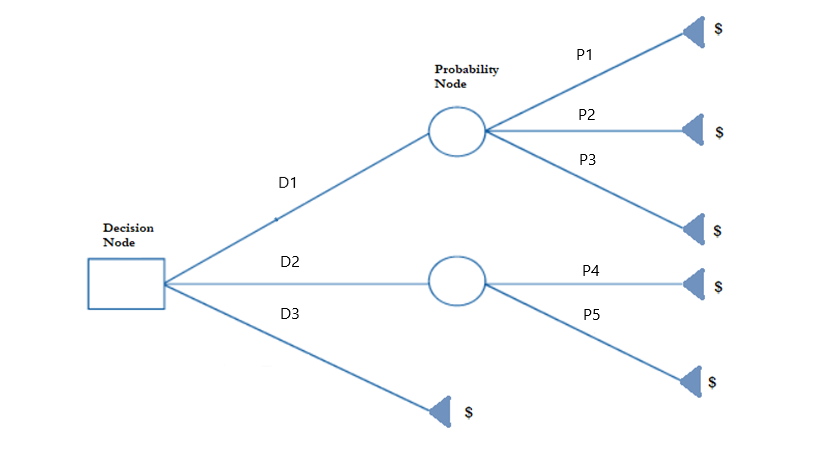 $
P1
Probability
Node
P2
$
P3
D1
Decision
Node
$
D2
P4
$
D3
P5
$
$